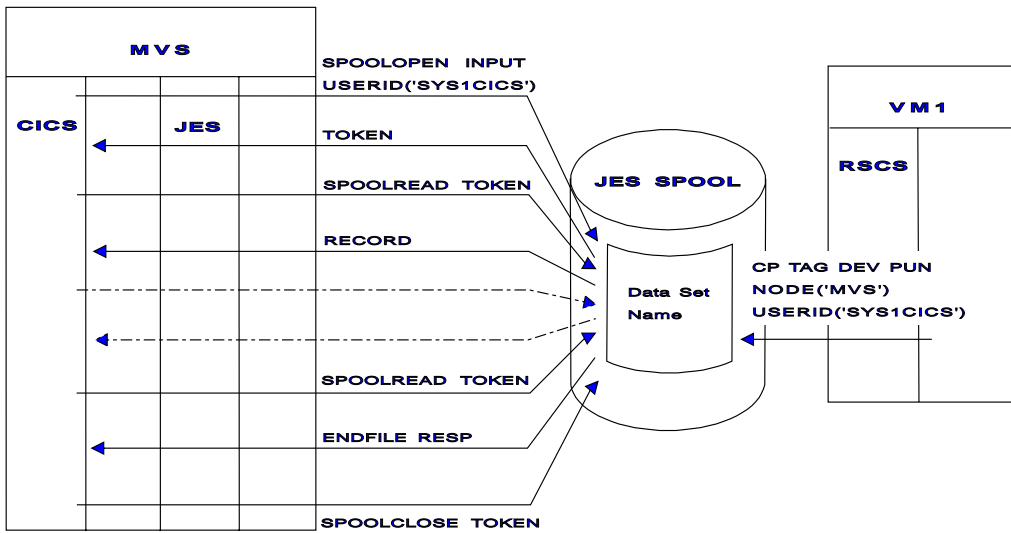 MVS
CICS
JES
SPOOLOPEN INPUT
USERID('SYS1CICS')
TOKEN
SPOOLREAD TOKEN
RECORD
SPOOLREAD TOKEN
ENDFILE RESP
SPOOLCLOSE TOKEN
JES SPOOL
Data Set
Name
VM1
RSCS
CP TAG DEV PUN
NODE('MVS')
USERID('SYS1CICS')